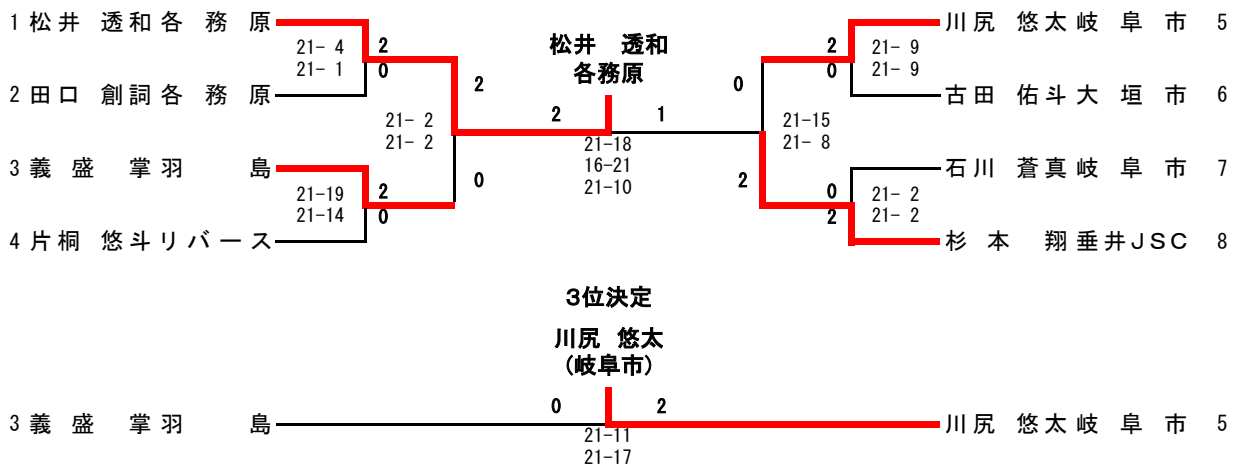 1 松井 透和 各務原
2 田口 創詞 各務原
3 義盛 掌 羽島
4 片桐 悠斗 リバース
21- 4
21- 1
2
0
21-19
21-14
2
0
21- 2
21- 2
2
0
松井 透和
各務原
2
1
21-18
16-21
21-10
0
2
21-15
21- 8
2
0
21- 9
21- 9
0
2
21- 2
21- 2
川尻 悠太 岐阜市 5
古田 佑斗 大垣市 6
石川 蒼真 岐阜市 7
杉本 翔 垂井JSC 8
3位決定
川尻 悠太
(岐阜市)
3 義盛 掌 羽島
0
2
21-11
21-17
川尻 悠太 岐阜市 5